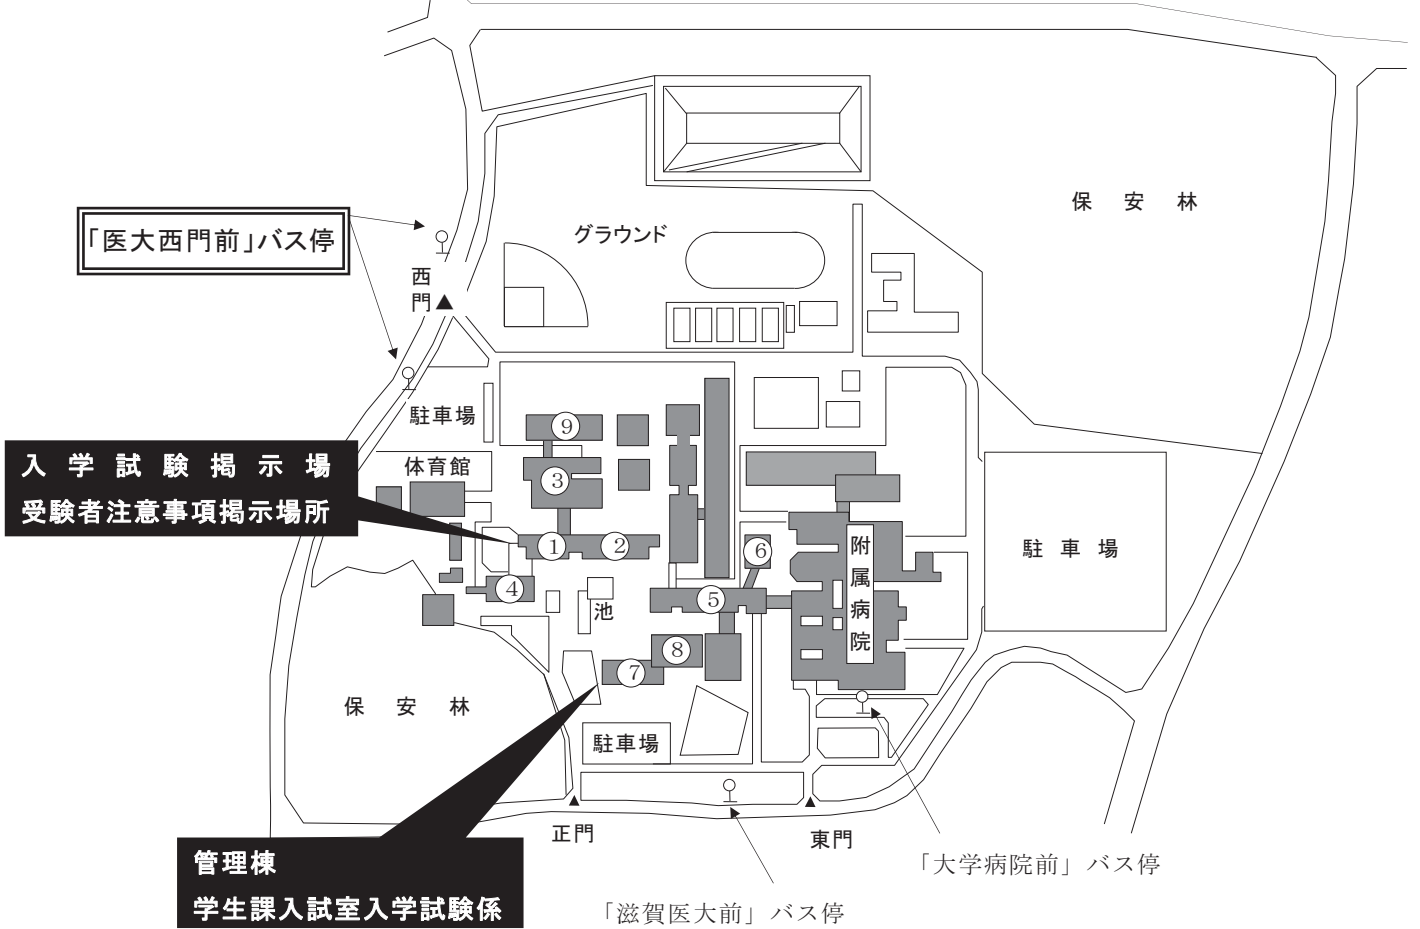 保安林
「医大西門前」バス停
グラウンド
西門
駐車場
入学試験掲示場
受験者注意事項掲示場所
体育館
⑨
③
①
②
⑥
④
⑤
池
⑧
⑦
附属病院
駐車場
保安林
駐車場
正門
東門
管理棟
学生課入試室入学試験係
「大学病院前」バス停
「滋賀医大前」バス停